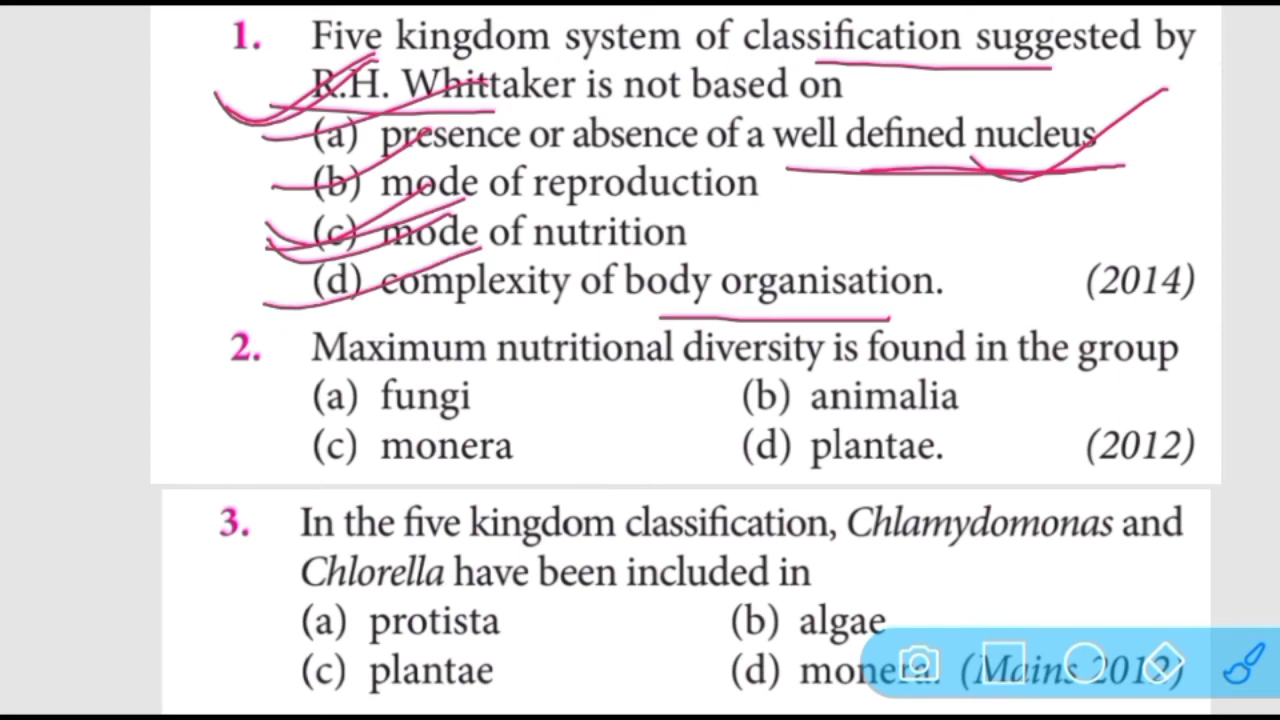 1. Five kingdom system of classification suggested by
R.H. Whittaker is not based on
(a) presence or absence of a well defined nucleus
(b) mode of reproduction
(c) mode of nutrition
(d) complexity of body organisation. (2014)
2. Maximum nutritional diversity is found in the group
(a) fungi (b) animalia
(c) monera (d) plantae. (2012)
3. In the five kingdom classification, Chlamydomonas and
Chlorella have been included in
(a) protista (b) algae
(c) plantae (d) monera. (Mains 2012)